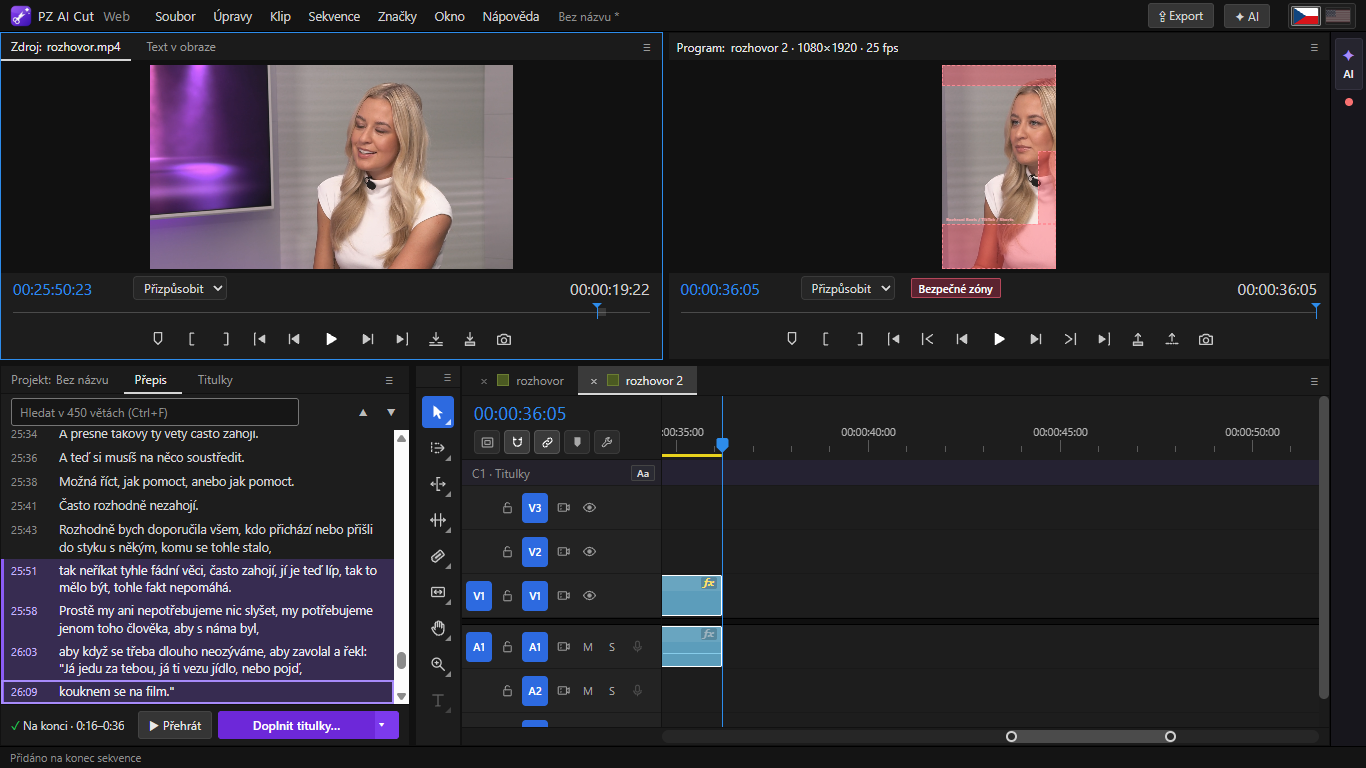 PZ AI Cut Web Soubor Úpravy Klip Sekvence Značky Okno Nápověda Bez názvu * Export AI
Zdroj: rozhovor.mp4 Text v obraze
Program: rozhovor 2 · 1080×1920 · 25 fps
AI
00:25:50:23 Přizpůsobit 00:00:19:22
00:00:36:05 Přizpůsobit Bezpečné zóny 00:00:36:05
Projekt: Bez názvu Přepis Titulky
Hledat v 450 větách (Ctrl+F)
25:34 A přesně takový ty věty často zahojí.
25:36 A teď si musíš na něco soustředit.
25:38 Možná říct, jak pomoct, anebo jak pomoct.
25:41 Často rozhodně nezahojí.
25:43 Rozhodně bych doporučila všem, kdo přichází nebo přišli
do styku s někým, komu se tohle stalo,
25:51 tak neříkat tyhle fádní věci, často zahojí, jí je teď líp, tak to
mělo být, tohle fakt nepomáhá.
25:58 Prostě my ani nepotřebujeme nic slyšet, my potřebujeme
jenom toho člověka, aby s náma byl,
26:03 aby když se třeba dlouho neozýváme, aby zavolal a řekl:
"Já jedu za tebou, já ti vezu jídlo, nebo pojď,
26:09 kouknem se na film."
✓ Na konci · 0:16–0:36 ▶ Přehrát Doplnit titulky...
× rozhovor × rozhovor 2
00:00:36:05
:00:35:00 00:00:40:00 00:00:45:00 00:00:50:00
C1 · Titulky Aa
V3
V2
V1 V1 fx
A1 A1 M S fx
A2 M S
T
Přidáno na konec sekvence